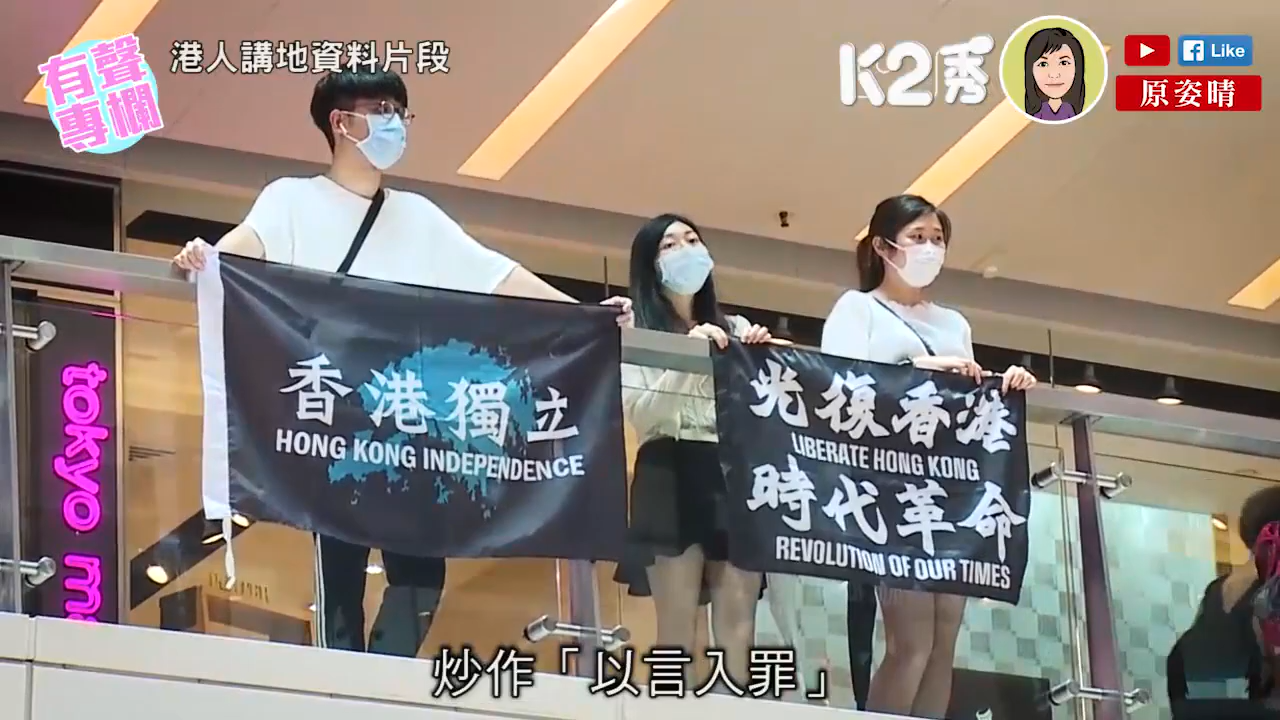 有聲
專欄
港人講地資料片段
K2秀
Like
原姿晴
香港獨立
HONG KONG INDEPENDENCE
光復香港
LIBERATE HONG KONG
時代革命
REVOLUTION OF OUR TIMES
tokyo m
炒作「以言入罪」